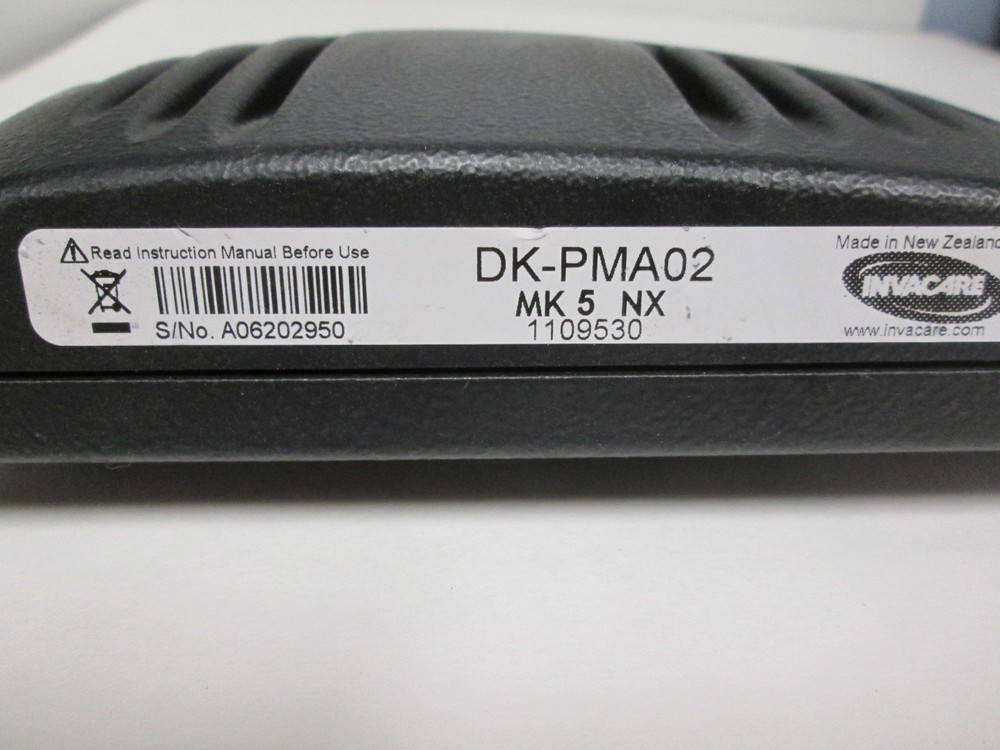 Read Instruction Manual Before Use
S/No. A06202950
DK-PMA02
MK 5 NX
1109530
Made in New Zealand
INVACARE
www.invacare.com